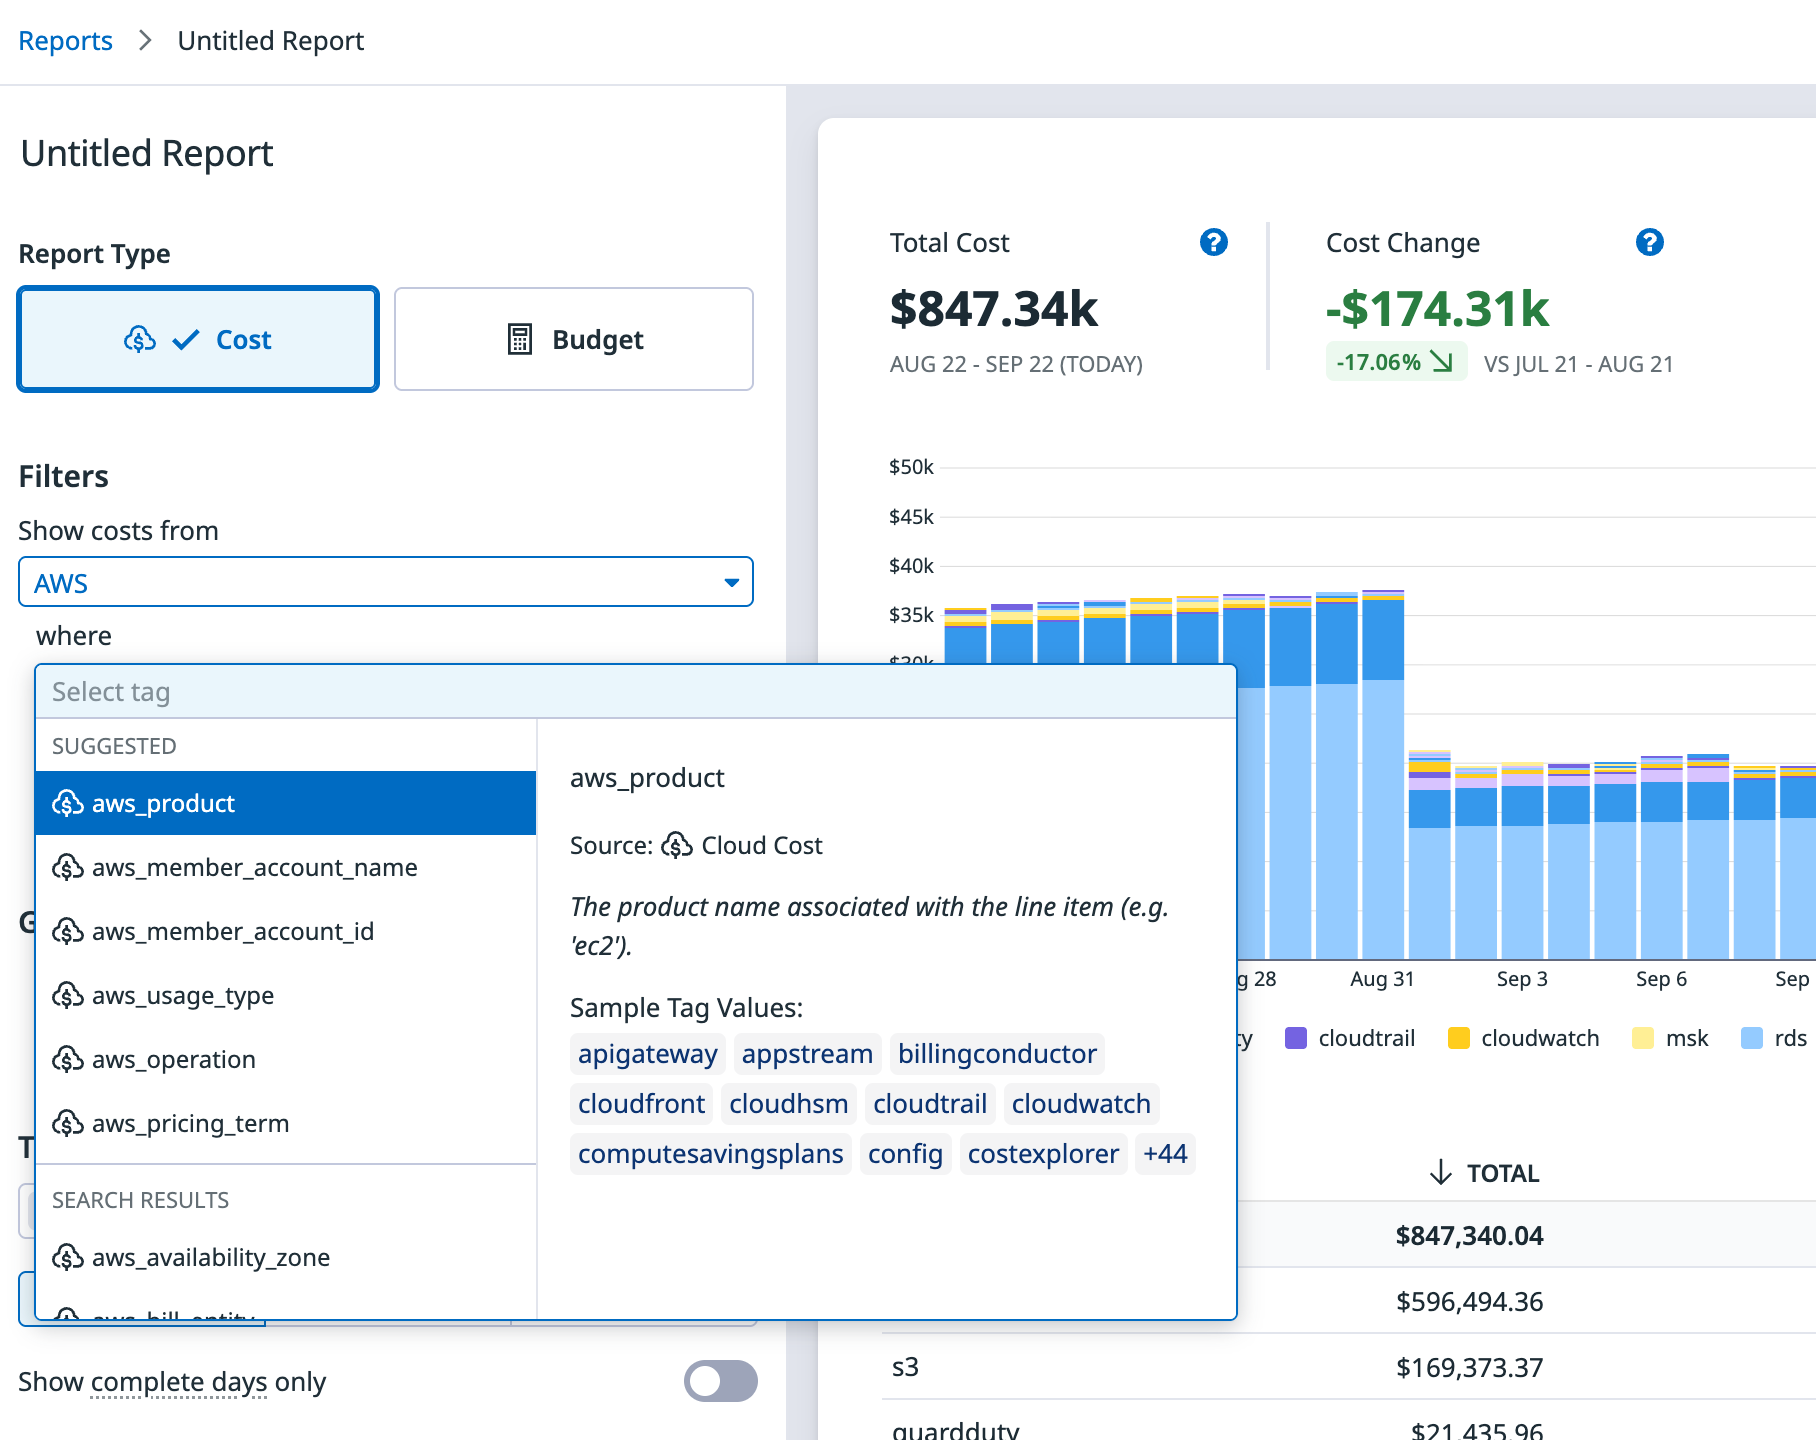 Reports > Untitled Report
Untitled Report
Report Type
Cost
Budget
Filters
Show costs from
AWS
where
Select tag
SUGGESTED
aws_product
aws_member_account_name
aws_member_account_id
aws_usage_type
aws_operation
aws_pricing_term
SEARCH RESULTS
aws_availability_zone
aws_bill_entity
aws_product
Source: Cloud Cost
The product name associated with the line item (e.g.
'ec2').
Sample Tag Values:
apigateway appstream billingconductor
cloudfront cloudhsm cloudtrail cloudwatch
computesavingsplans config costexplorer +44
Show complete days only
Total Cost
$847.34k
AUG 22 - SEP 22 (TODAY)
Cost Change
-$174.31k
-17.06% VS JUL 21 - AUG 21
$50k
$45k
$40k
$35k
$30k
g 28 Aug 31 Sep 3 Sep 6 Sep
ty cloudtrail cloudwatch msk rds
TOTAL
$847,340.04
$596,494.36
s3 $169,373.37
guardduty $21,435.96